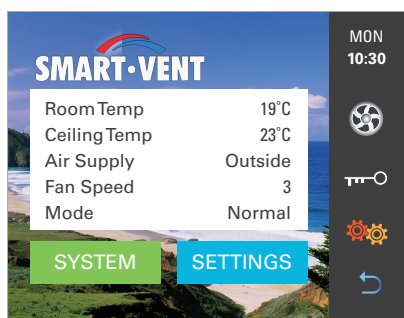 MON
10:30
SMART·VENT
Room Temp 19°C
Ceiling Temp 23°C
Air Supply Outside
Fan Speed 3
Mode Normal
SYSTEM SETTINGS